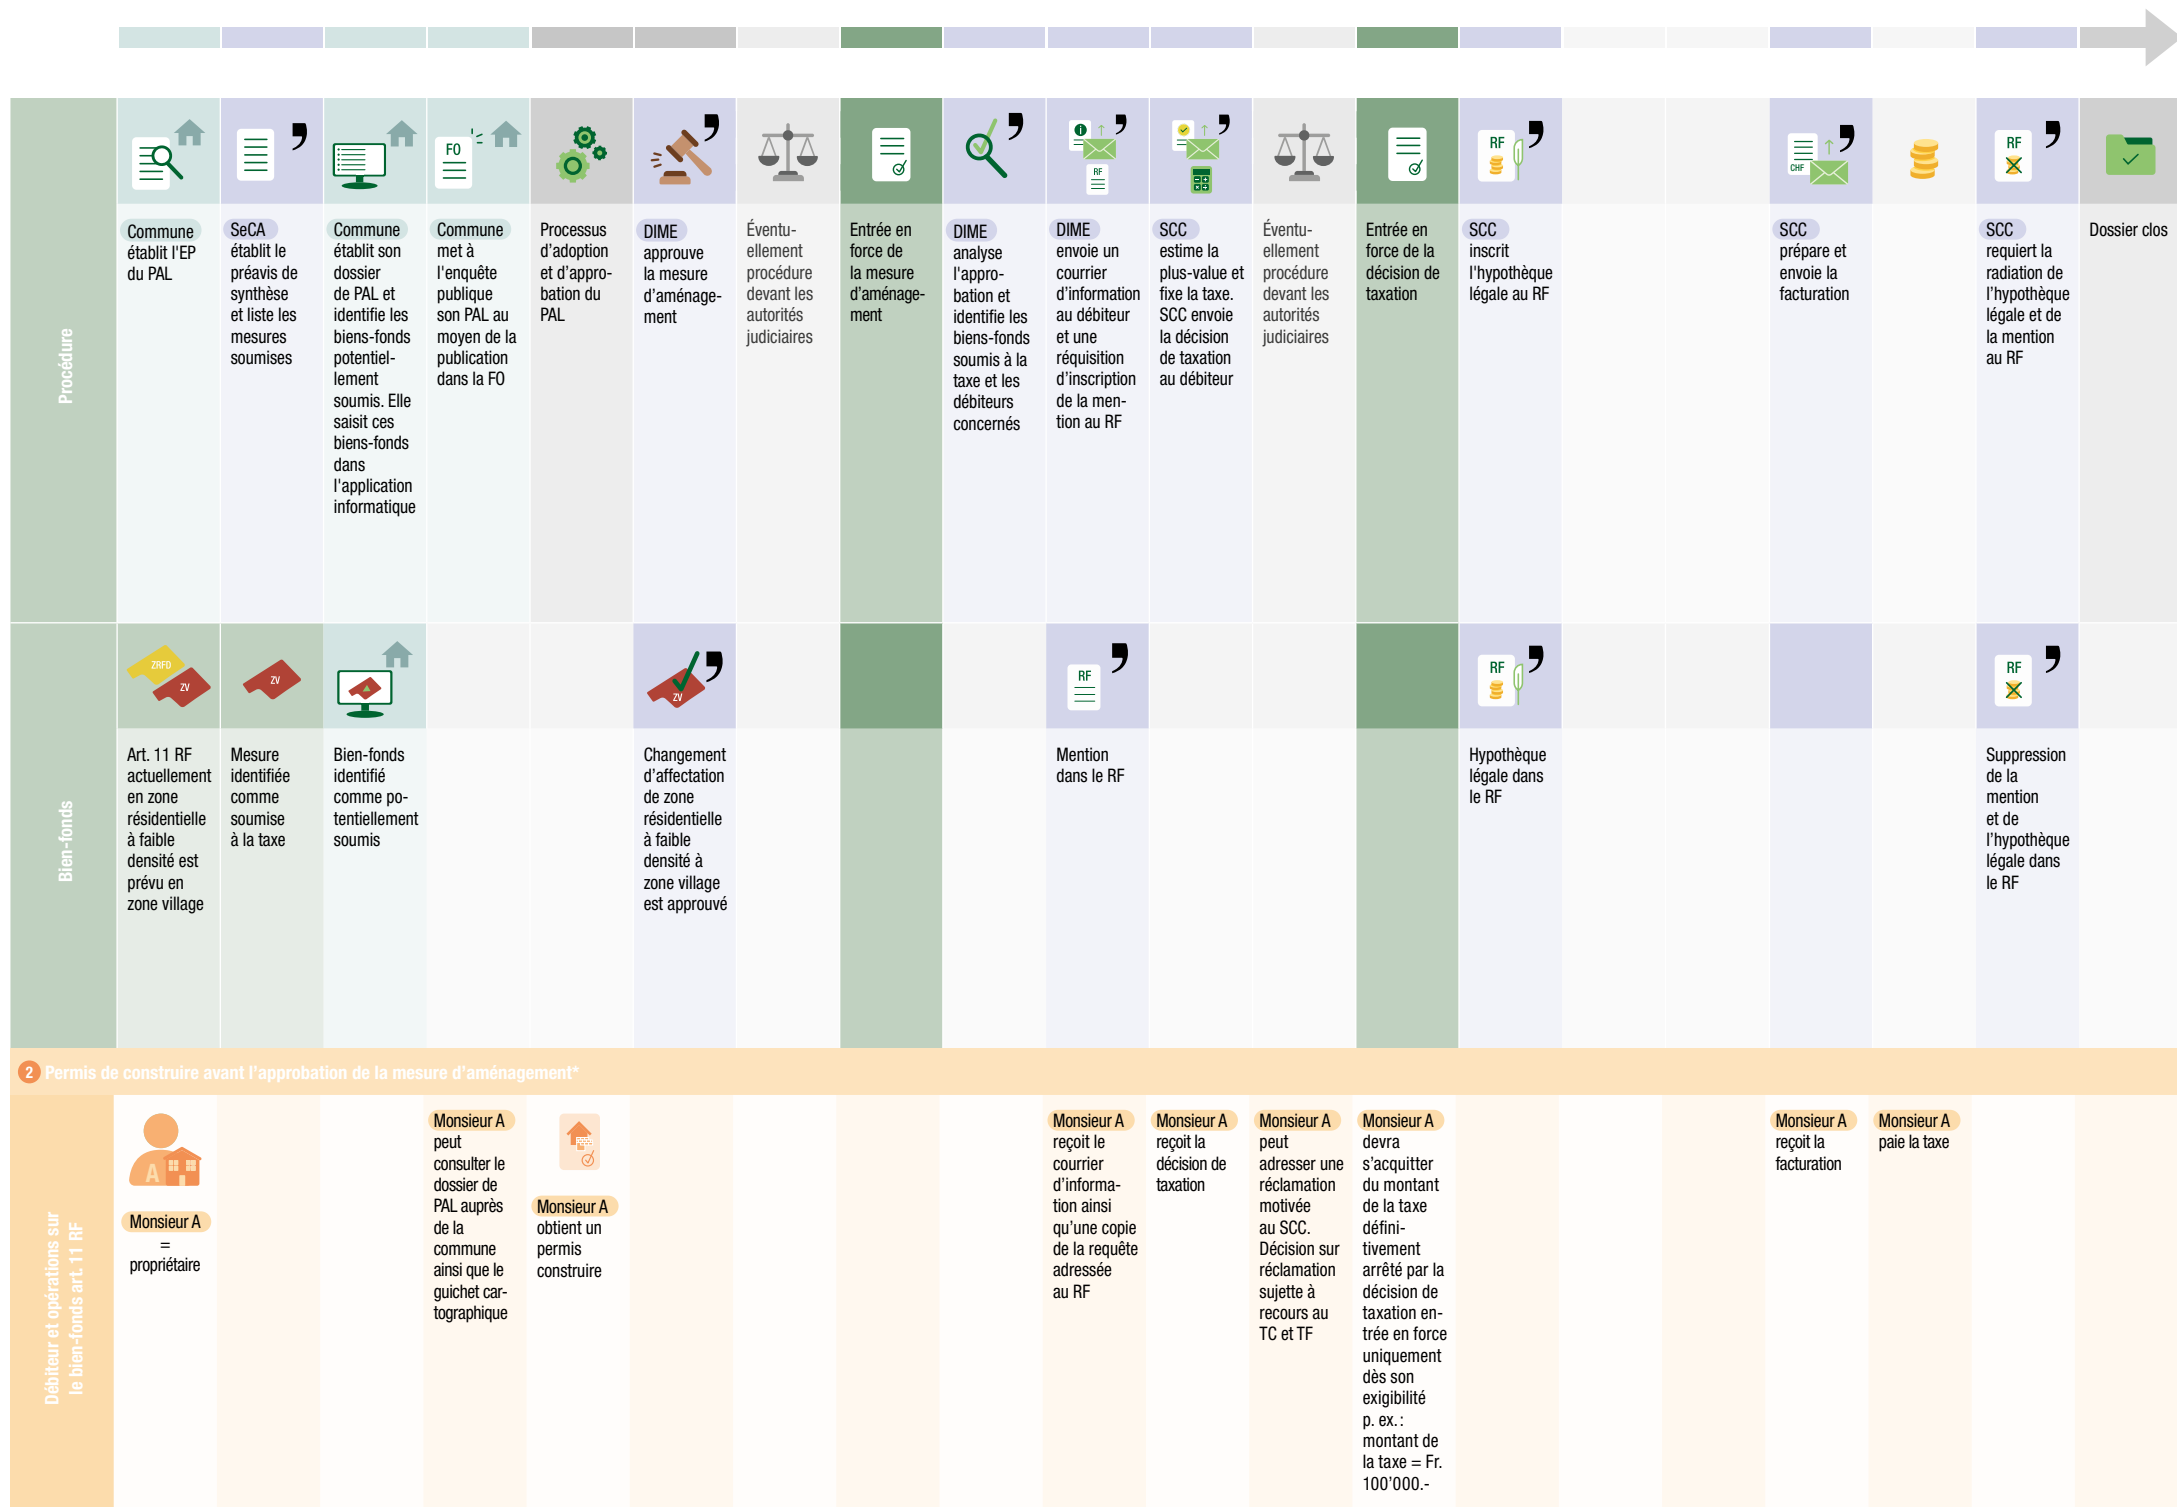 FO
RF
RF
CHF
RF
Procédure
Commune
établit l'EP
du PAL
SeCA
établit le
préavis de
synthèse
et liste les
mesures
soumises
Commune
établit son
dossier
de PAL et
identifie les
biens-fonds
potentiel-
lement
soumis. Elle
saisit ces
biens-fonds
dans
l'application
informatique
Commune
met à
l'enquête
publique
son PAL au
moyen de la
publication
dans la FO
Processus
d'adoption
et d'appro-
bation du
PAL
DIME
approuve
la mesure
d'aménage-
ment
Éventu-
ellement
procédure
devant les
autorités
judiciaires
Entrée en
force de
la mesure
d'aménage-
ment
DIME
analyse
l'appro-
bation et
identifie les
biens-fonds
soumis à la
taxe et les
débiteurs
concernés
DIME
envoie un
courrier
d'information
au débiteur
et une
réquisition
d'inscription
de la men-
tion au RF
SCC
estime la
plus-value et
fixe la taxe.
SCC envoie
la décision
de taxation
au débiteur
Éventu-
ellement
procédure
devant les
autorités
judiciaires
Entrée en
force de la
décision de
taxation
SCC
inscrit
l'hypothèque
légale au RF
SCC
prépare et
envoie la
facturation
SCC
requiert la
radiation de
l'hypothèque
légale et de
la mention
au RF
Dossier clos
Bien-fonds
ZRFD
ZV
ZV
ZV
RF
RF
RF
Art. 11 RF
actuellement
en zone
résidentielle
à faible
densité est
prévu en
zone village
Mesure
identifiée
comme
soumise
à la taxe
Bien-fonds
identifié
comme po-
tentiellement
soumis
Changement
d'affectation
de zone
résidentielle
à faible
densité à
zone village
est approuvé
Mention
dans le RF
Hypothèque
légale dans
le RF
Suppression
de la
mention
et de
l'hypothèque
légale dans
le RF
2 Permis de construire avant l'approbation de la mesure d'aménagement*
Débiteur et opérations sur
le bien-fonds art. 11 RF
A
Monsieur A
=
propriétaire
Monsieur A
peut
consulter le
dossier de
PAL auprès
de la
commune
ainsi que le
guichet car-
tographique
Monsieur A
obtient un
permis
construire
Monsieur A
reçoit le
courrier
d'informa-
tion ainsi
qu'une copie
de la requête
adressée
au RF
Monsieur A
reçoit la
décision de
taxation
Monsieur A
peut
adresser une
réclamation
motivée
au SCC.
Décision sur
réclamation
sujette à
recours au
TC et TF
Monsieur A
devra
s'acquitter
du montant
de la taxe
défini-
tivement
arrêté par la
décision de
taxation en-
trée en force
uniquement
dès son
exigibilité
p. ex. :
montant de
la taxe = Fr.
100'000.-
Monsieur A
reçoit la
facturation
Monsieur A
paie la taxe